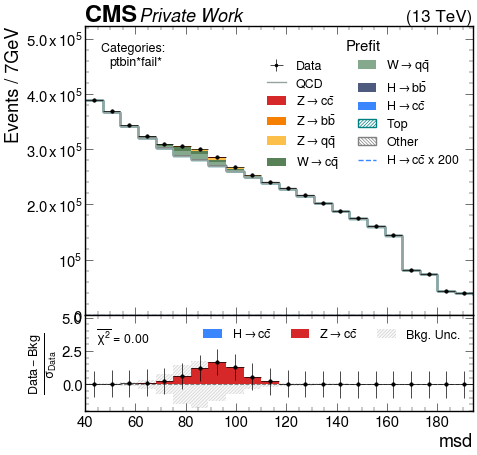 CMS Private Work (13 TeV)
Events / 7GeV
5.0 × 10⁵
4.0 × 10⁵
3.0 × 10⁵
2.0 × 10⁵
10⁵
0
Categories:
ptbin*fail*
Prefit
Data
QCD
Z → cc̄
Z → bb̄
Z → qq̄
W → cq̄
W → qq̄
H → bb̄
H → cc̄
Top
Other
H → cc̄ x 200
Data − Bkg
σData
5.0
2.5
0.0
χ² = 0.00
H → cc̄
Z → cc̄
Bkg. Unc.
40 60 80 100 120 140 160 180
msd